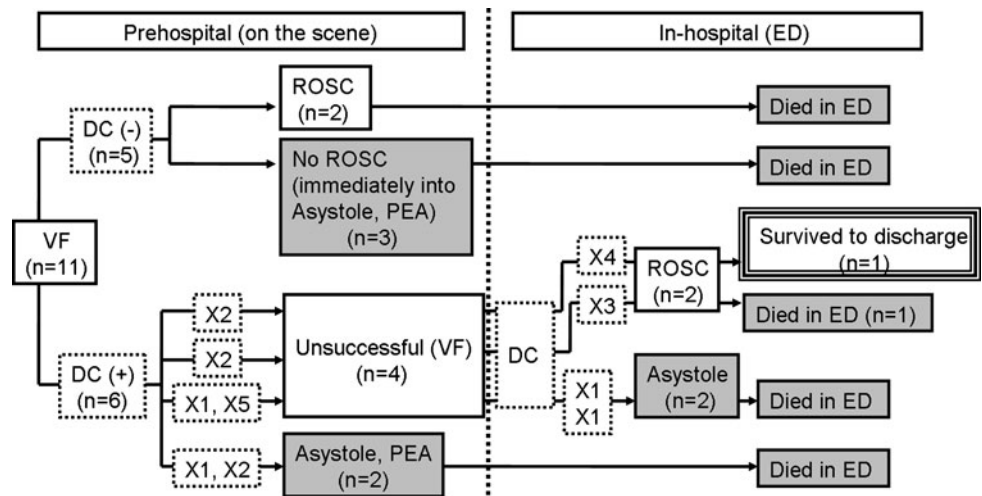 Prehospital (on the scene)
In-hospital (ED)
ROSC
(n=2)
Died in ED
DC (-)
(n=5)
No ROSC
(immediately into
Asystole, PEA)
(n=3)
Died in ED
VF
(n=11)
X4
X3
ROSC
(n=2)
Survived to discharge
(n=1)
Died in ED (n=1)
DC (+)
(n=6)
X2
X2
X1, X5
Unsuccessful (VF)
(n=4)
DC
X1
X1
Asystole
(n=2)
Died in ED
X1, X2
Asystole, PEA
(n=2)
Died in ED